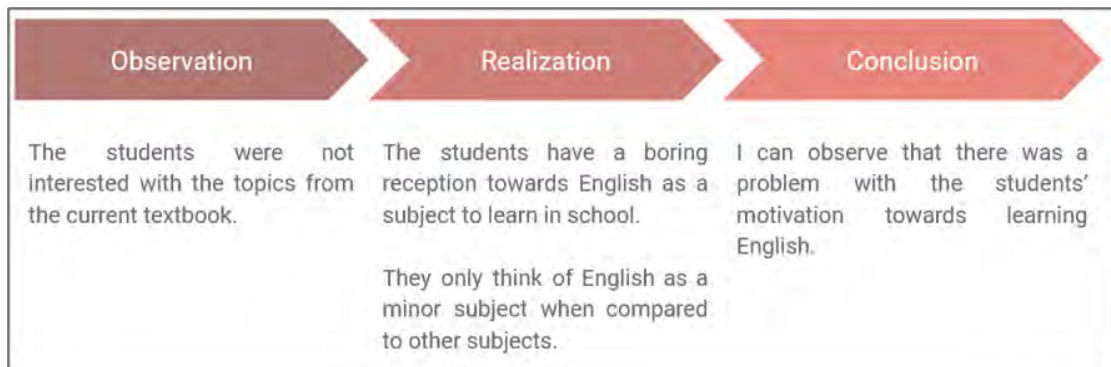 Observation
Realization
Conclusion
The students were not
interested with the topics from
the current textbook.
The students have a boring
reception towards English as a
subject to learn in school.
They only think of English as a
minor subject when compared
to other subjects.
I can observe that there was a
problem with the students'
motivation towards learning
English.